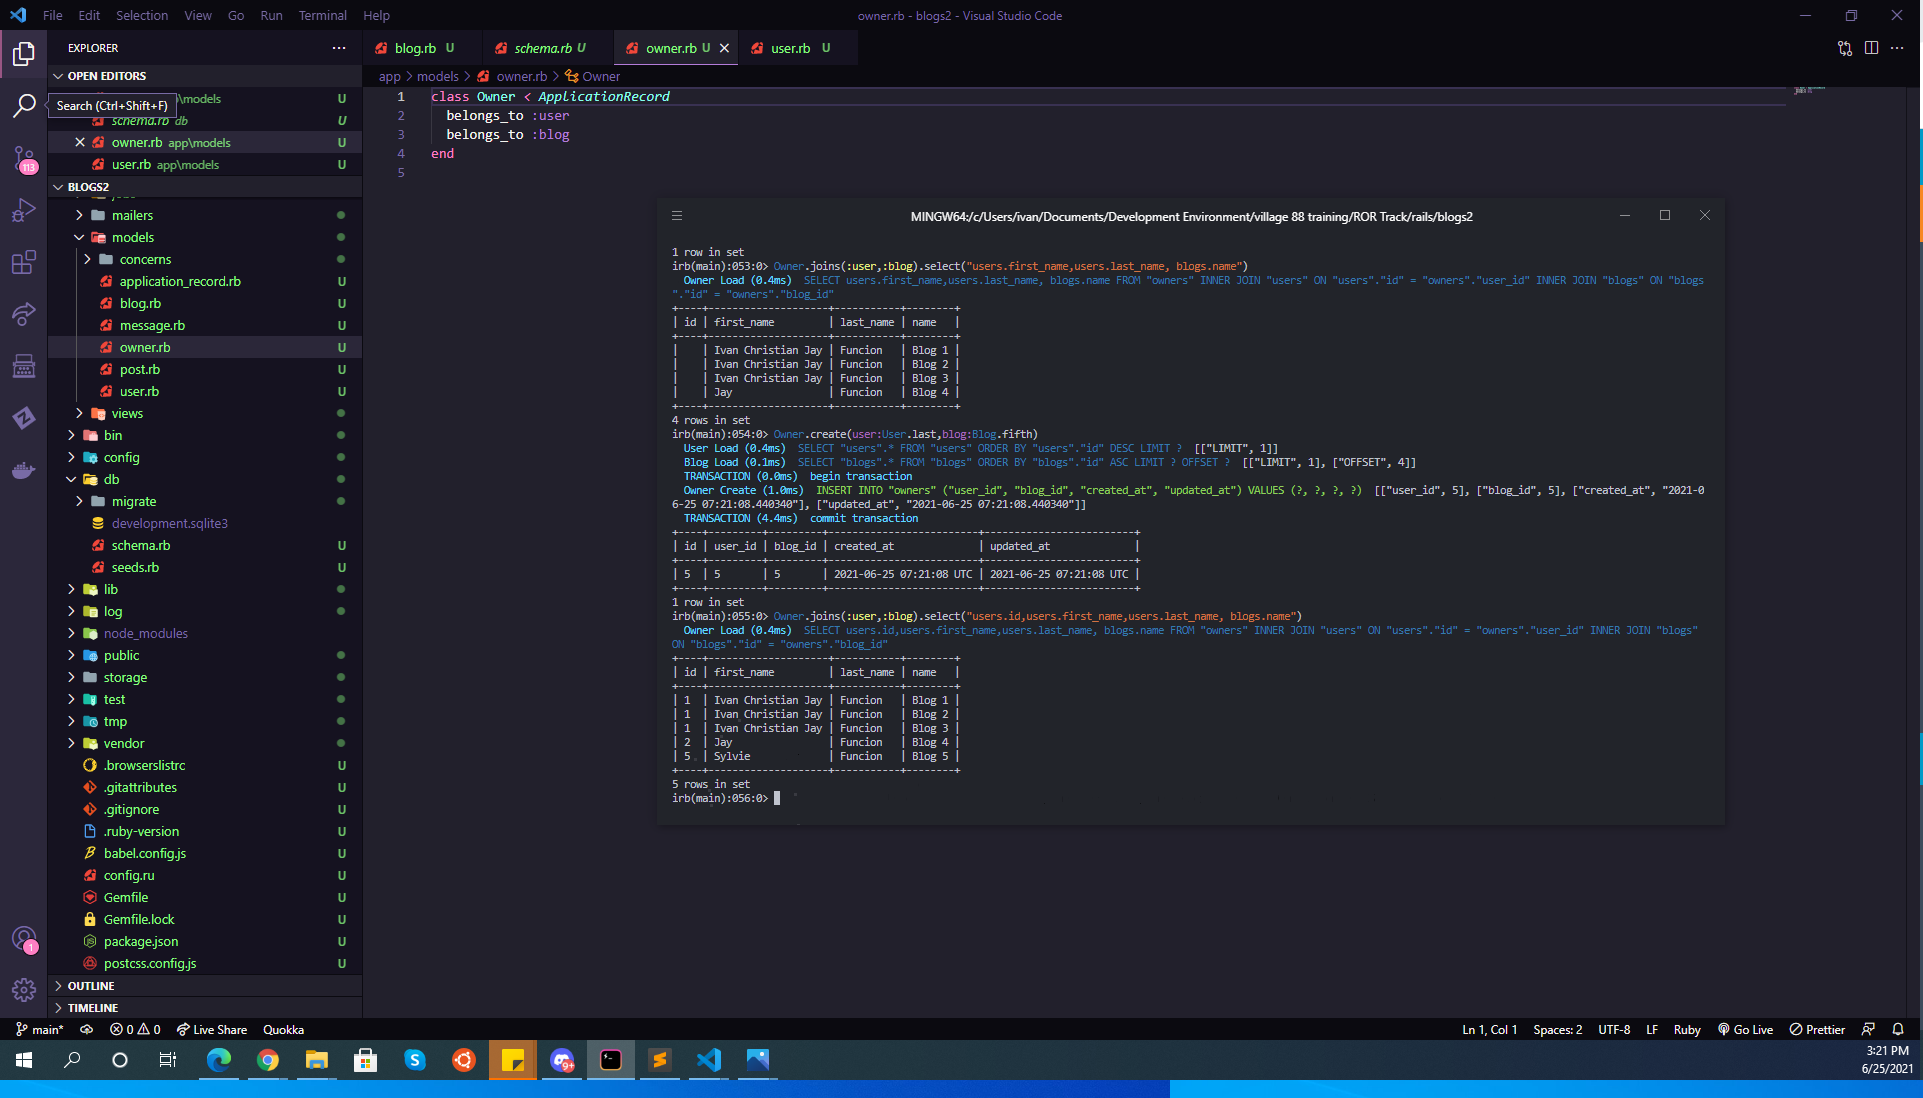 File Edit Selection View Go Run Terminal Help
owner.rb - blogs2 - Visual Studio Code
EXPLORER
blog.rb U
schema.rb U
owner.rb U
user.rb U
OPEN EDITORS
app > models > owner.rb > Owner
Search (Ctrl+Shift+F)
\models U
schema.rb db U
owner.rb app\models U
user.rb app\models U
1 class Owner < ApplicationRecord
2 belongs_to :user
3 belongs_to :blog
4 end
5
113
BLOGS2
mailers
models
concerns
application_record.rb U
blog.rb U
message.rb U
owner.rb U
post.rb U
user.rb U
views
bin
config
db
migrate
development.sqlite3
schema.rb U
seeds.rb U
lib
log
node_modules
public
storage
test
tmp
vendor
.browserslistrc U
.gitattributes U
.gitignore U
.ruby-version U
babel.config.js U
config.ru U
Gemfile U
Gemfile.lock U
package.json U
postcss.config.js U
OUTLINE
TIMELINE
1
MINGW64:/c/Users/ivan/Documents/Development Environment/village 88 training/ROR Track/rails/blogs2
1 row in set
irb(main):053:0> Owner.joins(:user,:blog).select("users.first_name,users.last_name, blogs.name")
Owner Load (0.4ms) SELECT users.first_name,users.last_name, blogs.name FROM "owners" INNER JOIN "users" ON "users"."id" = "owners"."user_id" INNER JOIN "blogs" ON "blogs
"."id" = "owners"."blog_id"
+----+--------------------+-----------+--------+
| id | first_name         | last_name | name   |
+----+--------------------+-----------+--------+
|    | Ivan Christian Jay | Funcion   | Blog 1 |
|    | Ivan Christian Jay | Funcion   | Blog 2 |
|    | Ivan Christian Jay | Funcion   | Blog 3 |
|    | Jay                | Funcion   | Blog 4 |
+----+--------------------+-----------+--------+
4 rows in set
irb(main):054:0> Owner.create(user:User.last,blog:Blog.fifth)
User Load (0.4ms) SELECT "users".* FROM "users" ORDER BY "users"."id" DESC LIMIT ? [["LIMIT", 1]]
Blog Load (0.1ms) SELECT "blogs".* FROM "blogs" ORDER BY "blogs"."id" ASC LIMIT ? OFFSET ? [["LIMIT", 1], ["OFFSET", 4]]
TRANSACTION (0.0ms) begin transaction
Owner Create (1.0ms) INSERT INTO "owners" ("user_id", "blog_id", "created_at", "updated_at") VALUES (?, ?, ?, ?) [["user_id", 5], ["blog_id", 5], ["created_at", "2021-0
6-25 07:21:08.440340"], ["updated_at", "2021-06-25 07:21:08.440340"]]
TRANSACTION (4.4ms) commit transaction
+----+---------+---------+-------------------------+-------------------------+
| id | user_id | blog_id | created_at              | updated_at              |
+----+---------+---------+-------------------------+-------------------------+
| 5  | 5       | 5       | 2021-06-25 07:21:08 UTC | 2021-06-25 07:21:08 UTC |
+----+---------+---------+-------------------------+-------------------------+
1 row in set
irb(main):055:0> Owner.joins(:user,:blog).select("users.id,users.first_name,users.last_name, blogs.name")
Owner Load (0.4ms) SELECT users.id,users.first_name,users.last_name, blogs.name FROM "owners" INNER JOIN "users" ON "users"."id" = "owners"."user_id" INNER JOIN "blogs"
ON "blogs"."id" = "owners"."blog_id"
+----+--------------------+-----------+--------+
| id | first_name         | last_name | name   |
+----+--------------------+-----------+--------+
| 1  | Ivan Christian Jay | Funcion   | Blog 1 |
| 1  | Ivan Christian Jay | Funcion   | Blog 2 |
| 1  | Ivan Christian Jay | Funcion   | Blog 3 |
| 2  | Jay                | Funcion   | Blog 4 |
| 5  | Sylvie             | Funcion   | Blog 5 |
+----+--------------------+-----------+--------+
5 rows in set
irb(main):056:0>
main* 0 0 Live Share Quokka
Ln 1, Col 1 Spaces: 2 UTF-8 LF Ruby Go Live Prettier
9+
3:21 PM
6/25/2021